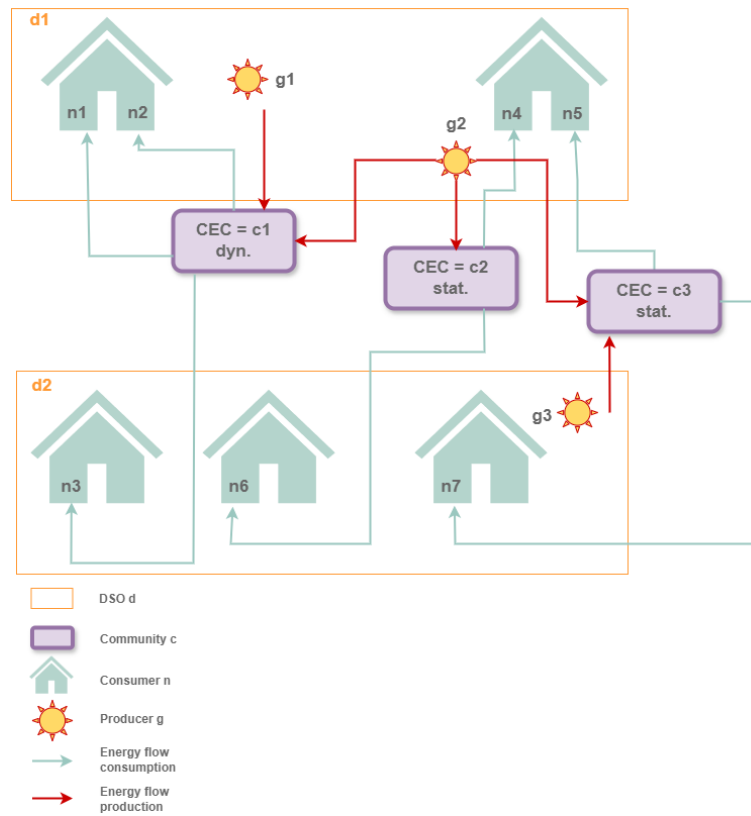 d1
n1
n2
g1
g2
n4
n5
CEC = c1
dyn.
CEC = c2
stat.
CEC = c3
stat.
d2
n3
n6
n7
g3
DSO d
Community c
Consumer n
Producer g
Energy flow
consumption
Energy flow
production